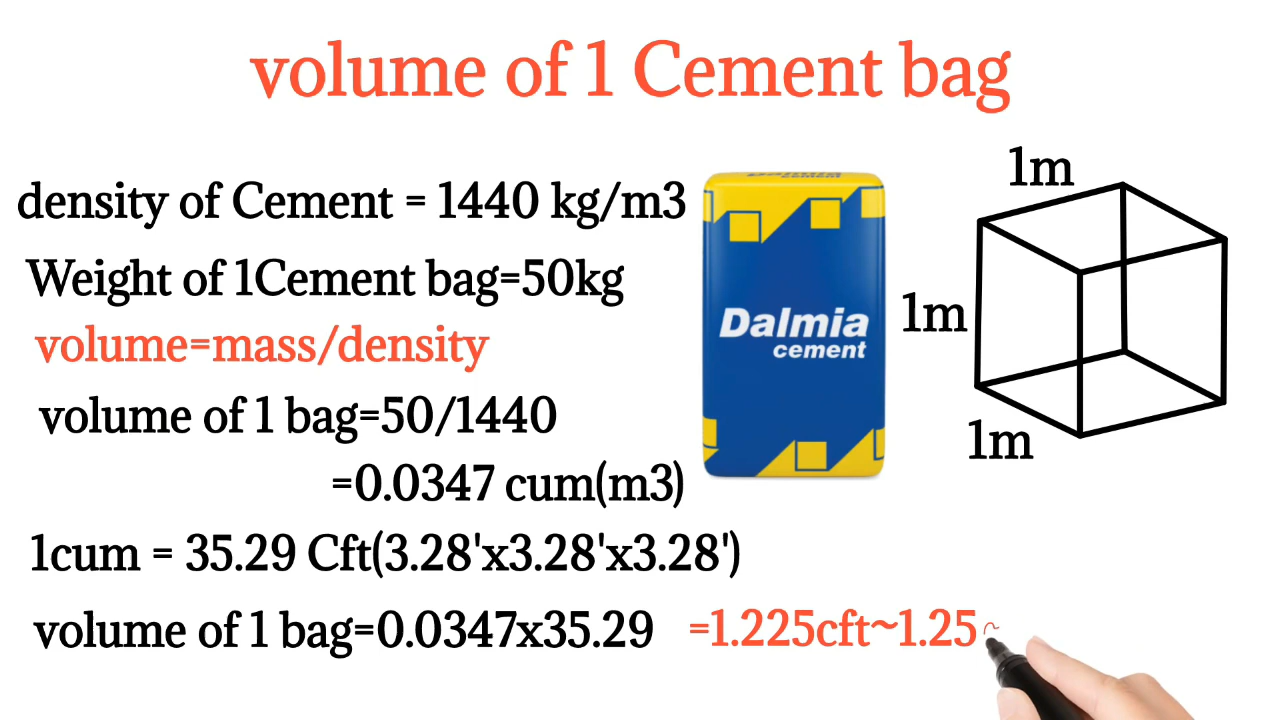 volume of 1 Cement bag
density of Cement = 1440 kg/m3
Weight of 1Cement bag=50kg
volume=mass/density
volume of 1 bag=50/1440
=0.0347 cum(m3)
1cum = 35.29 Cft(3.28'x3.28'x3.28')
volume of 1 bag=0.0347x35.29 =1.225cft~1.25
Dalmia
cement
1m
1m
1m